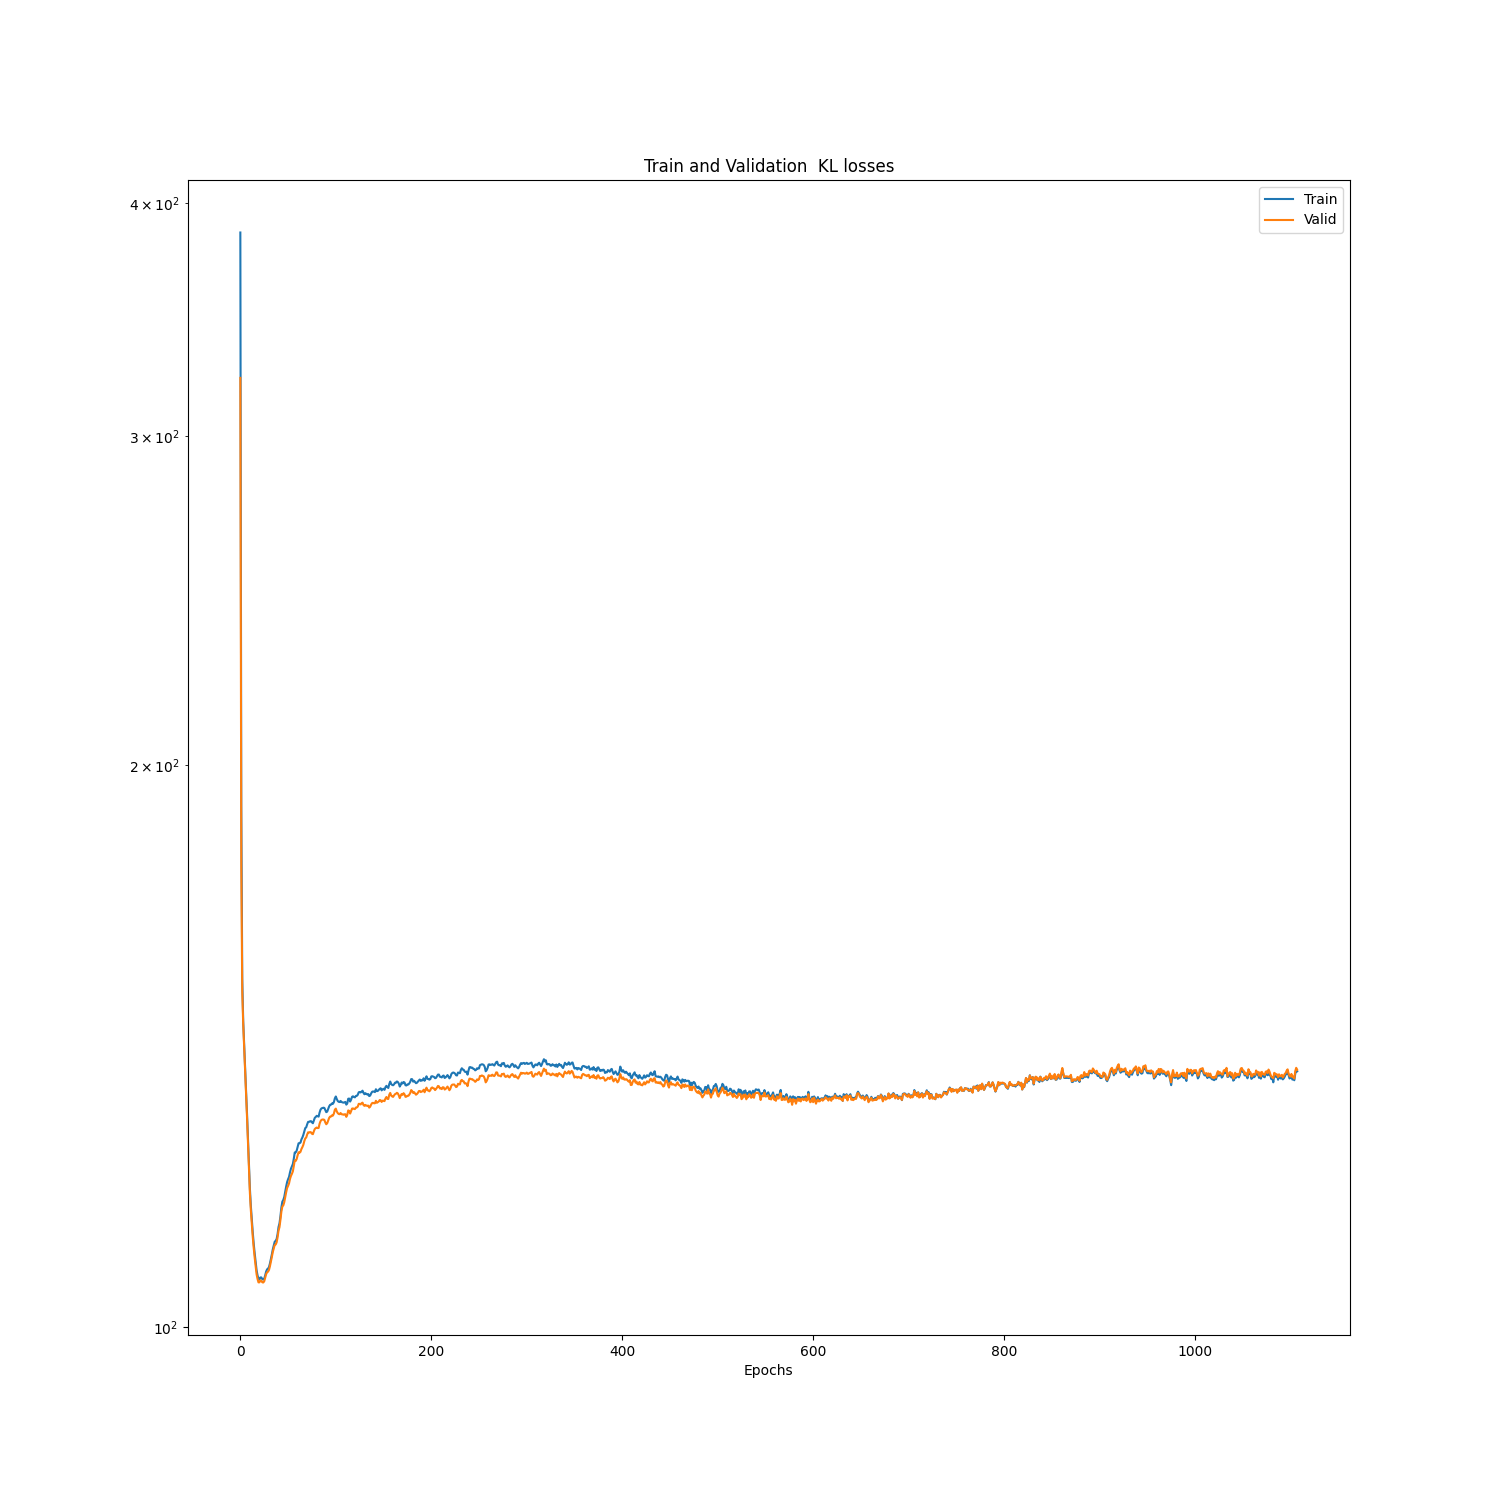 Train and Validation  KL losses
Train
Valid
4 × 10²
3 × 10²
2 × 10²
10²
0 200 400 600 800 1000
Epochs